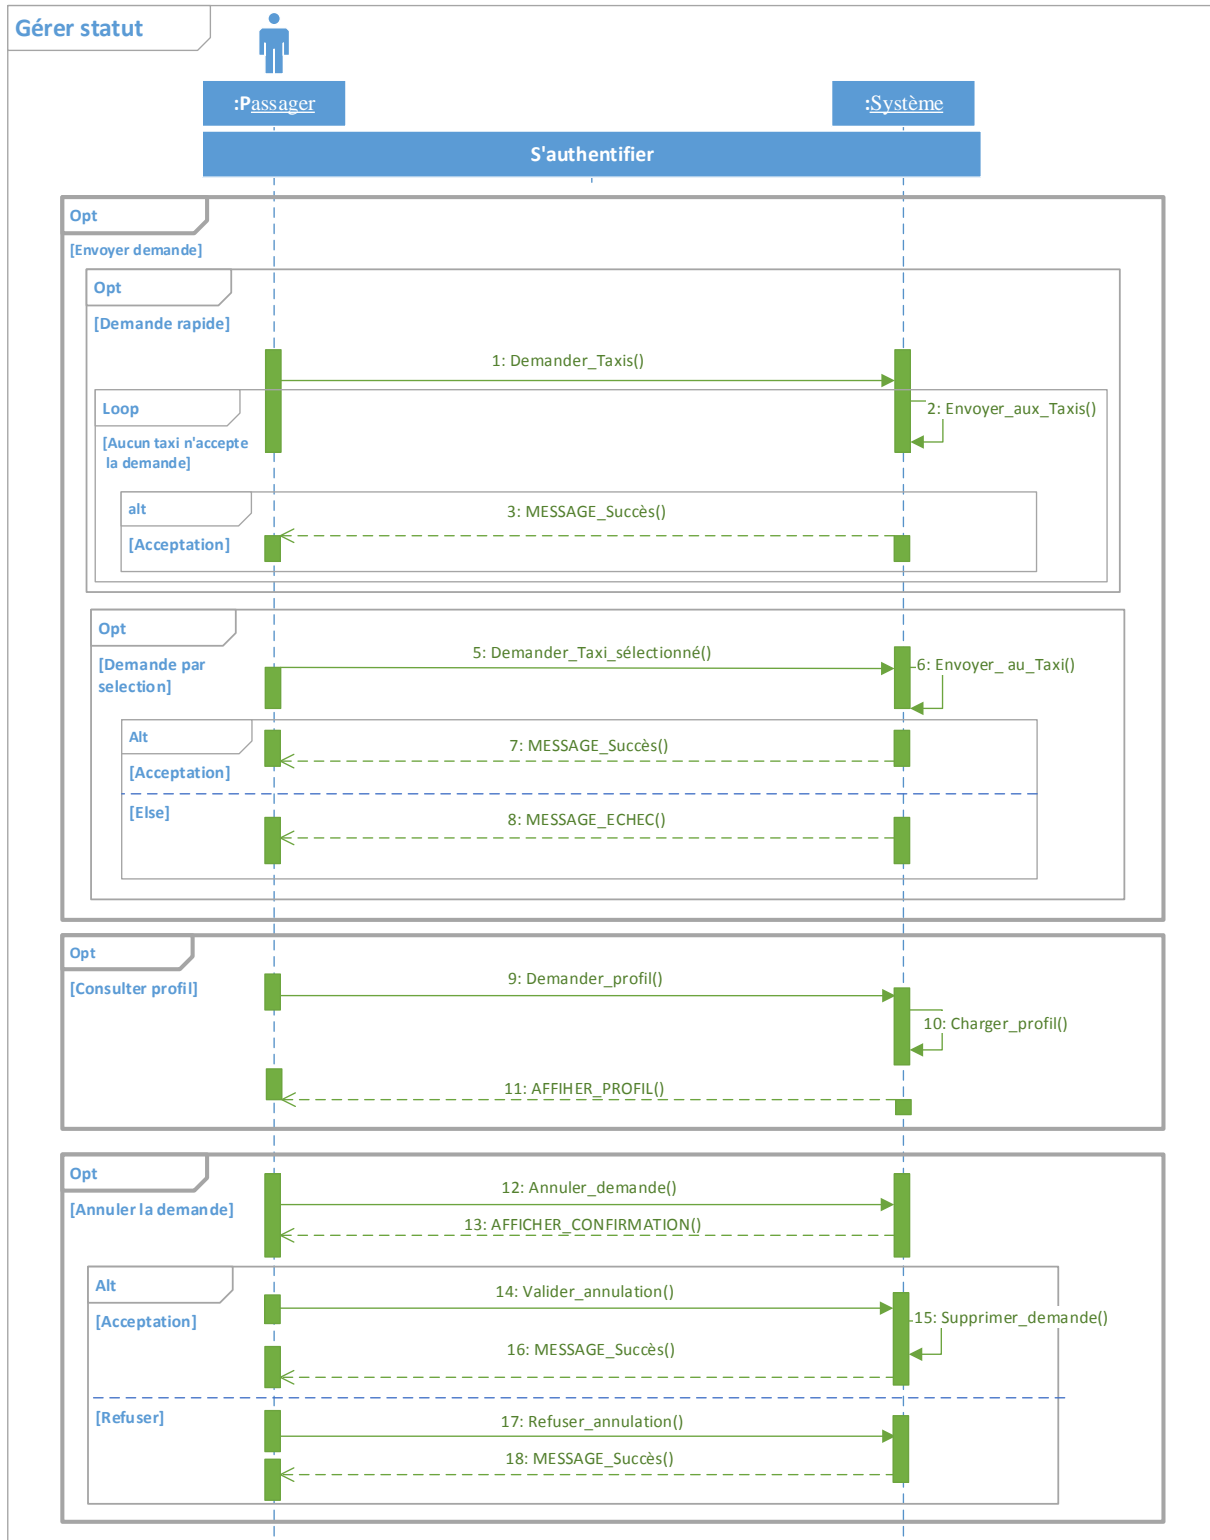 Gérer statut
:Passager
:Système
S'authentifier
Opt
[Envoyer demande]
Opt
[Demande rapide]
1: Demander_Taxis()
Loop
2: Envoyer_aux_Taxis()
[Aucun taxi n'accepte
la demande]
alt
3: MESSAGE_Succès()
[Acceptation]
Opt
5: Demander_Taxi_sélectionné()
[Demande par
selection]
6: Envoyer_ au_Taxi()
Alt
7: MESSAGE_Succès()
[Acceptation]
[Else]
8: MESSAGE_ECHEC()
Opt
[Consulter profil]
9: Demander_profil()
10: Charger_profil()
11: AFFIHER_PROFIL()
Opt
12: Annuler_demande()
[Annuler la demande]
13: AFFICHER_CONFIRMATION()
Alt
14: Valider_annulation()
[Acceptation]
15: Supprimer_demande()
16: MESSAGE_Succès()
[Refuser]
17: Refuser_annulation()
18: MESSAGE_Succès()